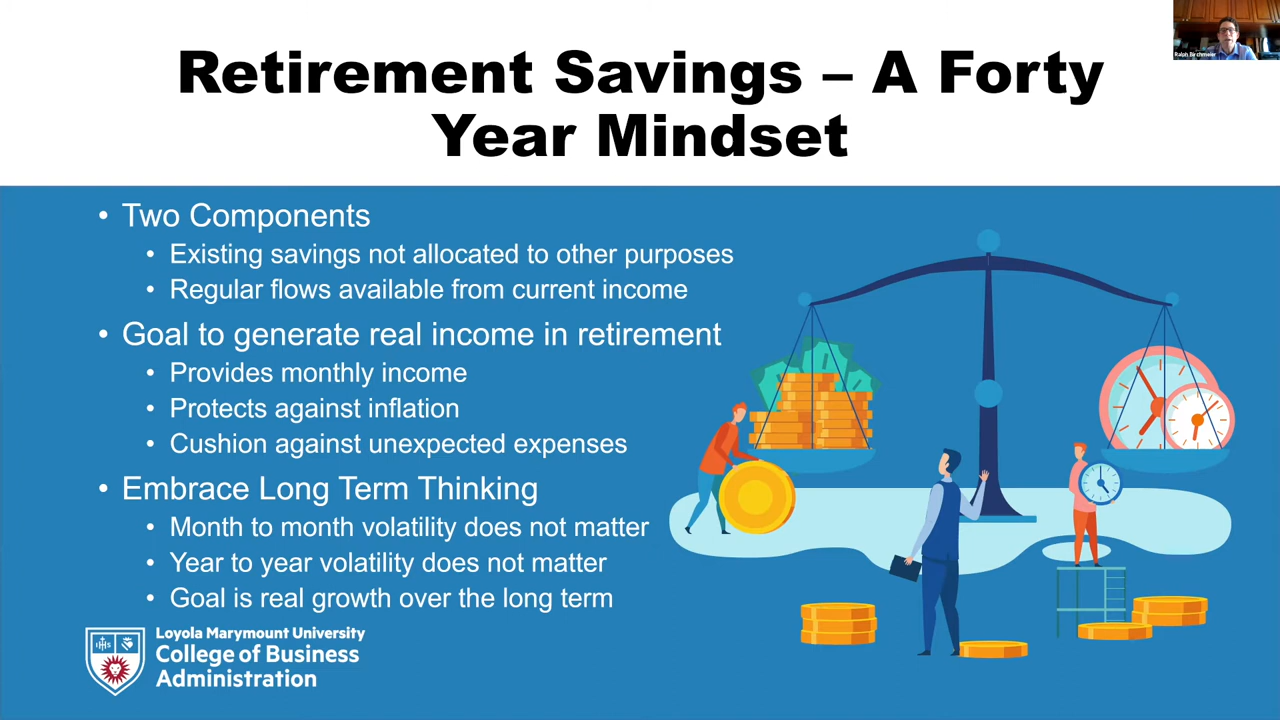 Retirement Savings – A Forty
Year Mindset
Ralph Birchmeier
• Two Components
• Existing savings not allocated to other purposes
• Regular flows available from current income
• Goal to generate real income in retirement
• Provides monthly income
• Protects against inflation
• Cushion against unexpected expenses
• Embrace Long Term Thinking
• Month to month volatility does not matter
• Year to year volatility does not matter
• Goal is real growth over the long term
IHS
Loyola Marymount University
College of Business
Administration